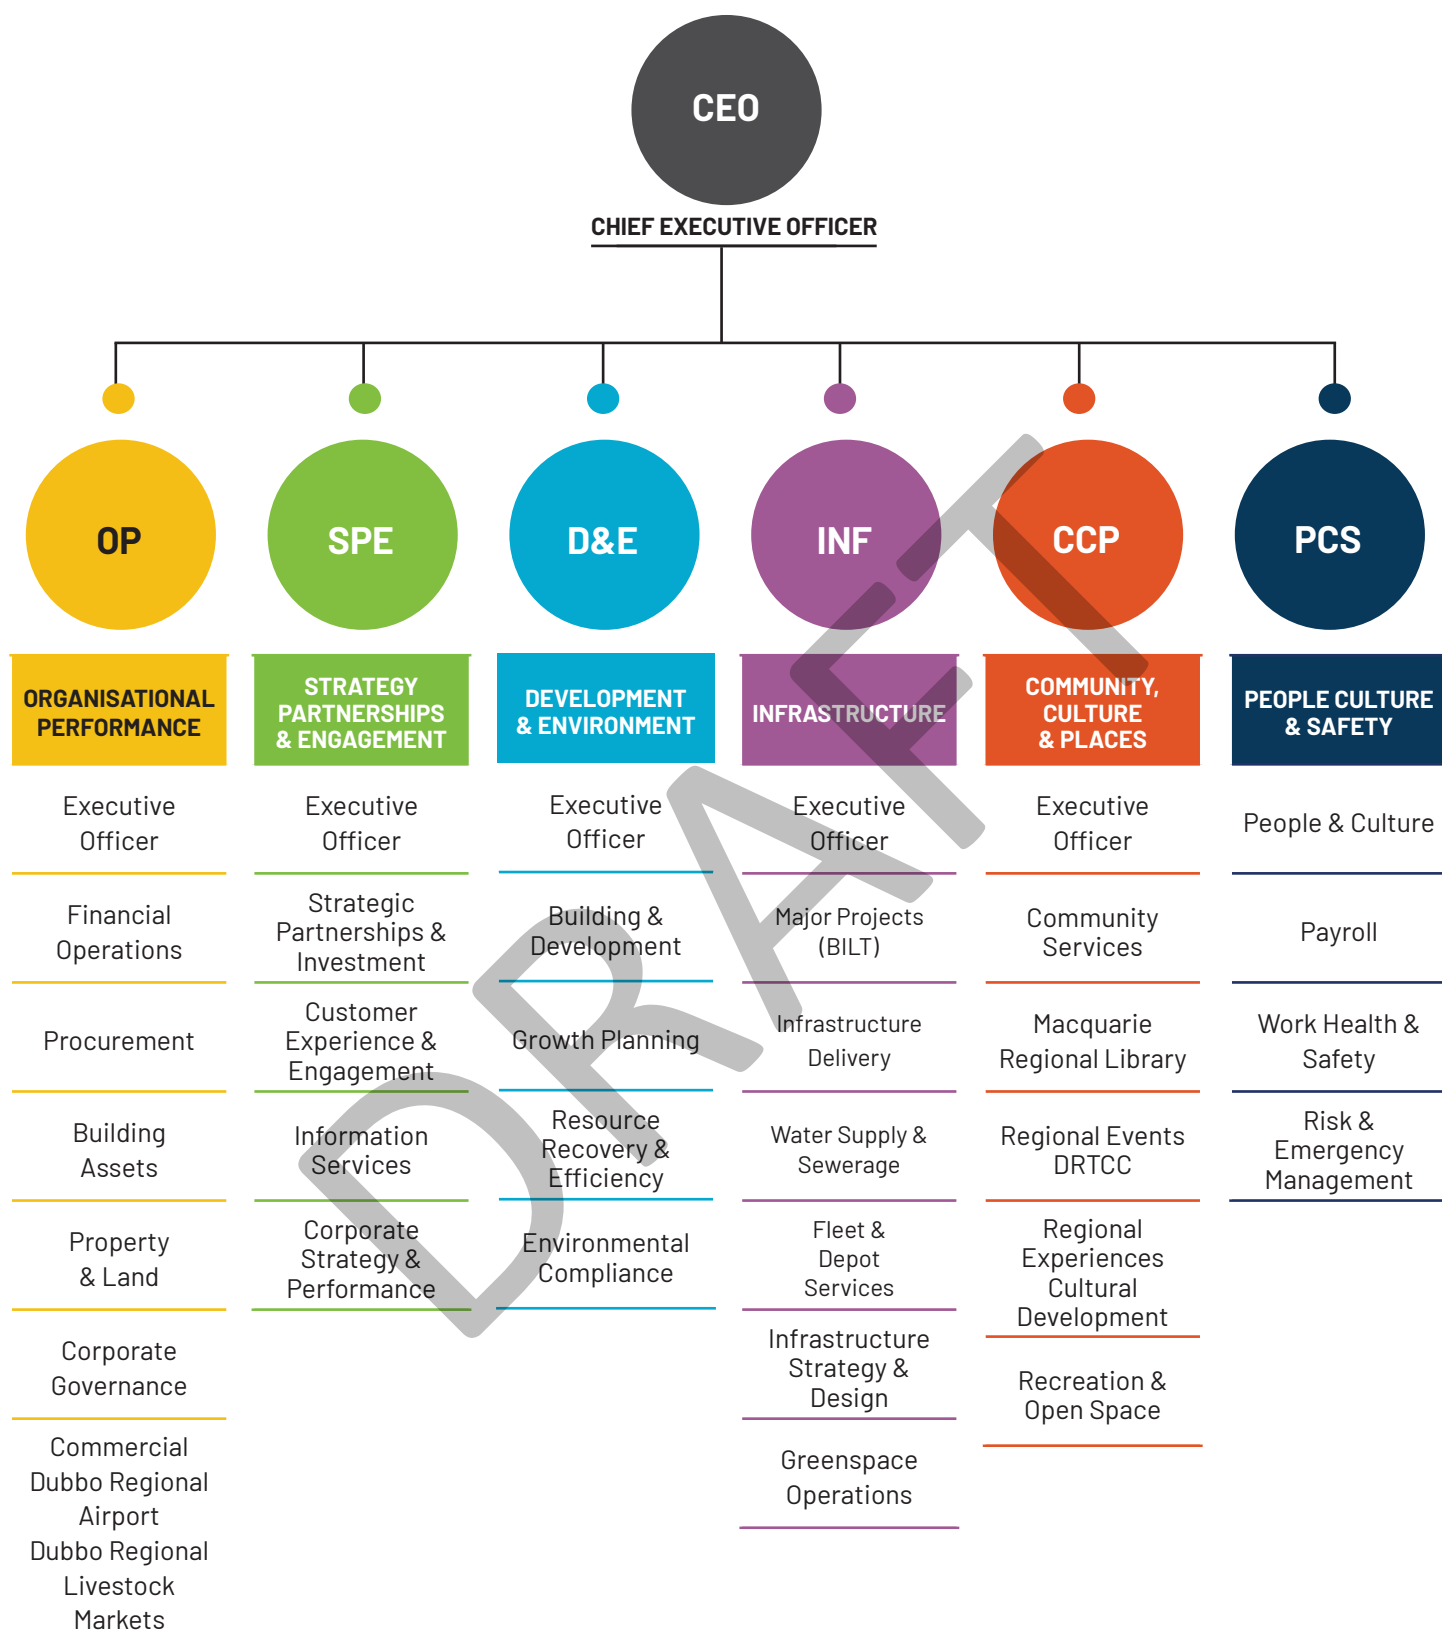 CEO
CHIEF EXECUTIVE OFFICER
OP
SPE
D&E
INF
CCP
PCS
ORGANISATIONAL
PERFORMANCE
STRATEGY
PARTNERSHIPS
& ENGAGEMENT
DEVELOPMENT
& ENVIRONMENT
INFRASTRUCTURE
COMMUNITY,
CULTURE
& PLACES
PEOPLE CULTURE
& SAFETY
Executive
Officer
Financial
Operations
Procurement
Building
Assets
Property
& Land
Corporate
Governance
Commercial
Dubbo Regional
Airport
Dubbo Regional
Livestock
Markets
Executive
Officer
Strategic
Partnerships &
Investment
Customer
Experience &
Engagement
Information
Services
Corporate
Strategy &
Performance
Executive
Officer
Building &
Development
Growth Planning
Resource
Recovery &
Efficiency
Environmental
Compliance
Executive
Officer
Major Projects
(BILT)
Infrastructure
Delivery
Water Supply &
Sewerage
Fleet &
Depot
Services
Infrastructure
Strategy &
Design
Greenspace
Operations
Executive
Officer
Community
Services
Macquarie
Regional Library
Regional Events
DRTCC
Regional
Experiences
Cultural
Development
Recreation &
Open Space
People & Culture
Payroll
Work Health &
Safety
Risk &
Emergency
Management
DRAFT